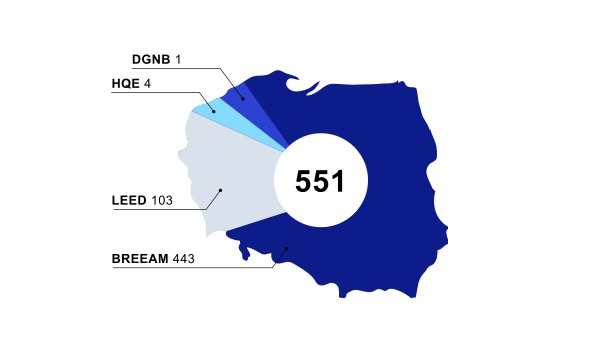 DGNB 1
HQE 4
551
LEED 103
BREEAM 443